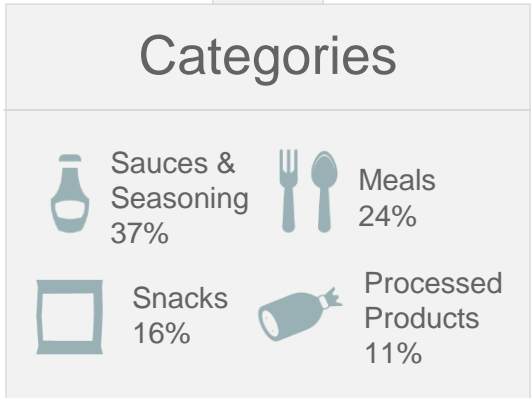 Categories
Sauces &
Seasoning
37%
Meals
24%
Snacks
16%
Processed
Products
11%